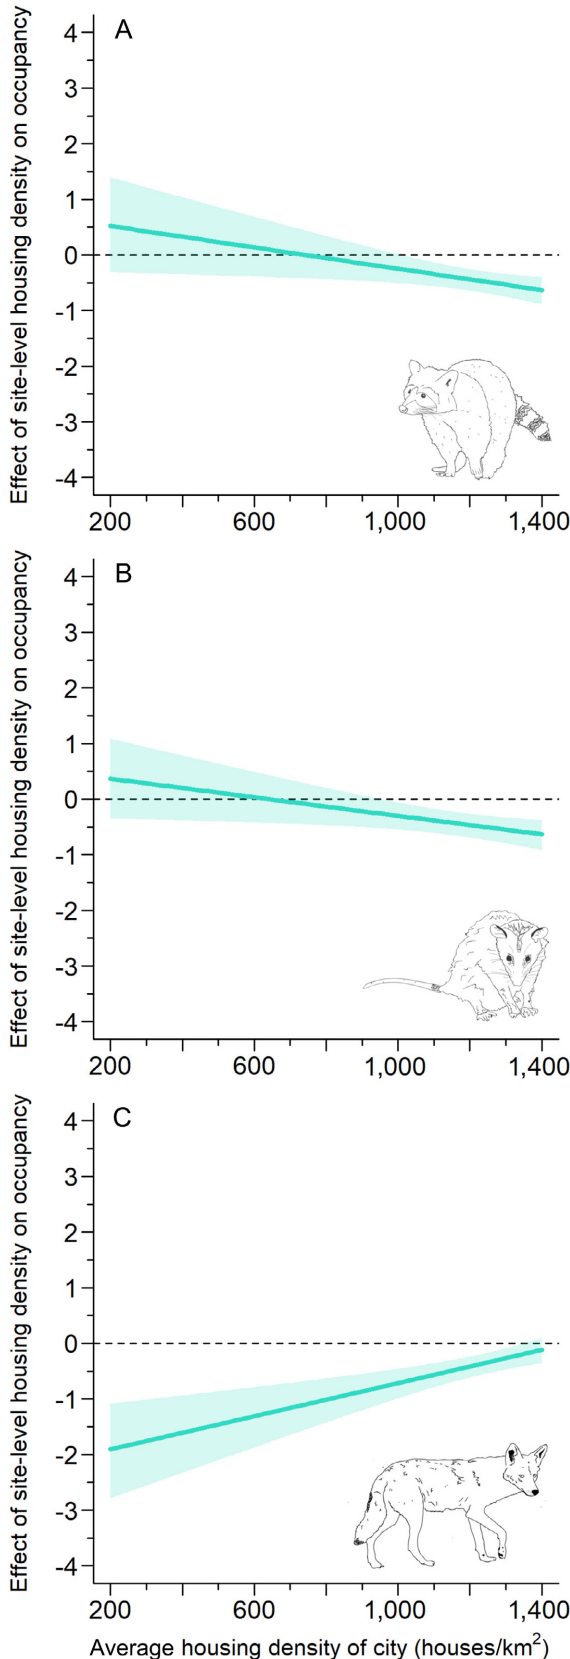 A
Effect of site-level housing density on occupancy
4
3
2
1
0
-1
-2
-3
-4
200 600 1,000 1,400
B
Effect of site-level housing density on occupancy
4
3
2
1
0
-1
-2
-3
-4
200 600 1,000 1,400
C
Effect of site-level housing density on occupancy
4
3
2
1
0
-1
-2
-3
-4
200 600 1,000 1,400
Average housing density of city (houses/km²)